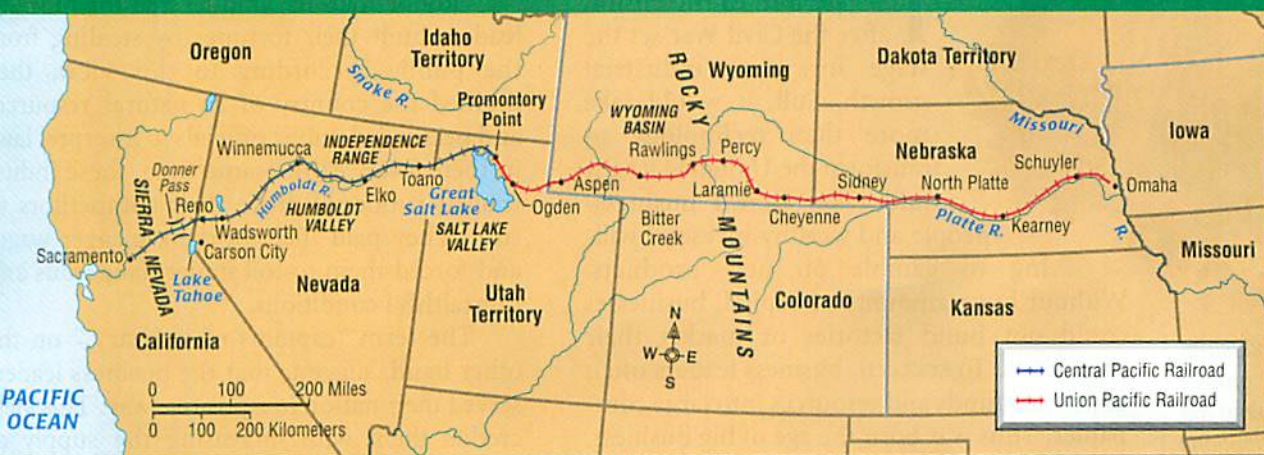 Oregon
Idaho
Territory
Snake R.
Promontory
Point
ROCKY
MOUNTAINS
Wyoming
Dakota Territory
WYOMING
BASIN
Rawlings
Percy
Missouri
R.
Iowa
Nebraska
Schuyler
Omaha
Winnemucca
INDEPENDENCE
RANGE
Donner
Pass
Reno
SIERRA
NEVADA
Humboldt R.
Elko
Toano
Great
Salt Lake
Aspen
Laramie
Sidney
North Platte
HUMBOLDT
VALLEY
SALT LAKE
VALLEY
Ogden
Bitter
Creek
Cheyenne
Platte R.
Kearney
Wadsworth
Carson City
Sacramento
Lake
Tahoe
Nevada
Utah
Territory
Colorado
Kansas
Missouri
California
N
W E
S
PACIFIC
OCEAN
0 100 200 Miles
0 100 200 Kilometers
Central Pacific Railroad
Union Pacific Railroad